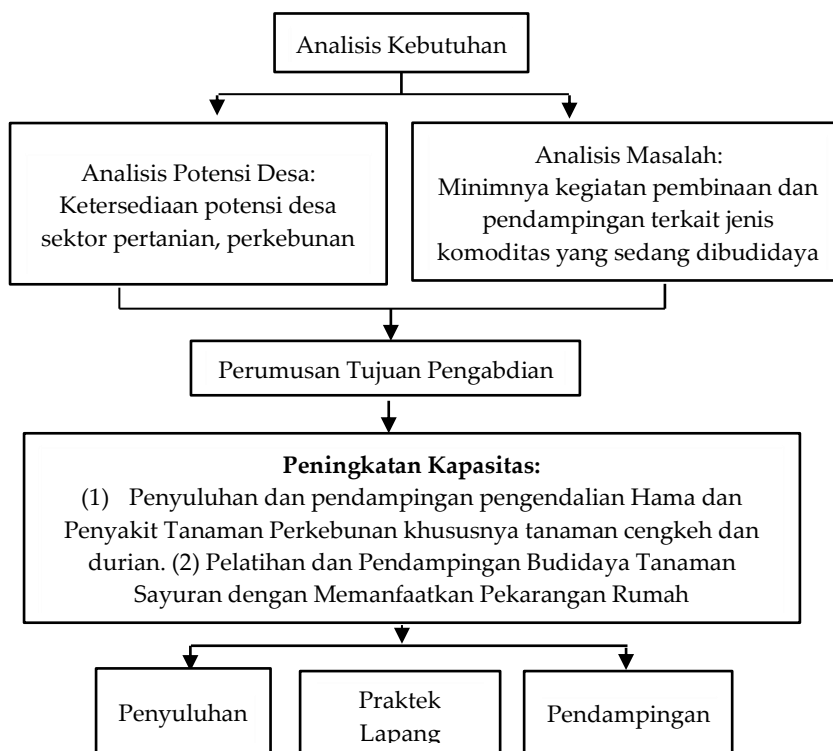 Analisis Kebutuhan
Analisis Potensi Desa:
Ketersediaan potensi desa
sektor pertanian, perkebunan
Analisis Masalah:
Minimnya kegiatan pembinaan dan
pendampingan terkait jenis
komoditas yang sedang dibudidaya
Perumusan Tujuan Pengabdian
Peningkatan Kapasitas:
(1) Penyuluhan dan pendampingan pengendalian Hama dan
Penyakit Tanaman Perkebunan khususnya tanaman cengkeh dan
durian. (2) Pelatihan dan Pendampingan Budidaya Tanaman
Sayuran dengan Memanfaatkan Pekarangan Rumah
Penyuluhan
Praktek
Lapang
Pendampingan